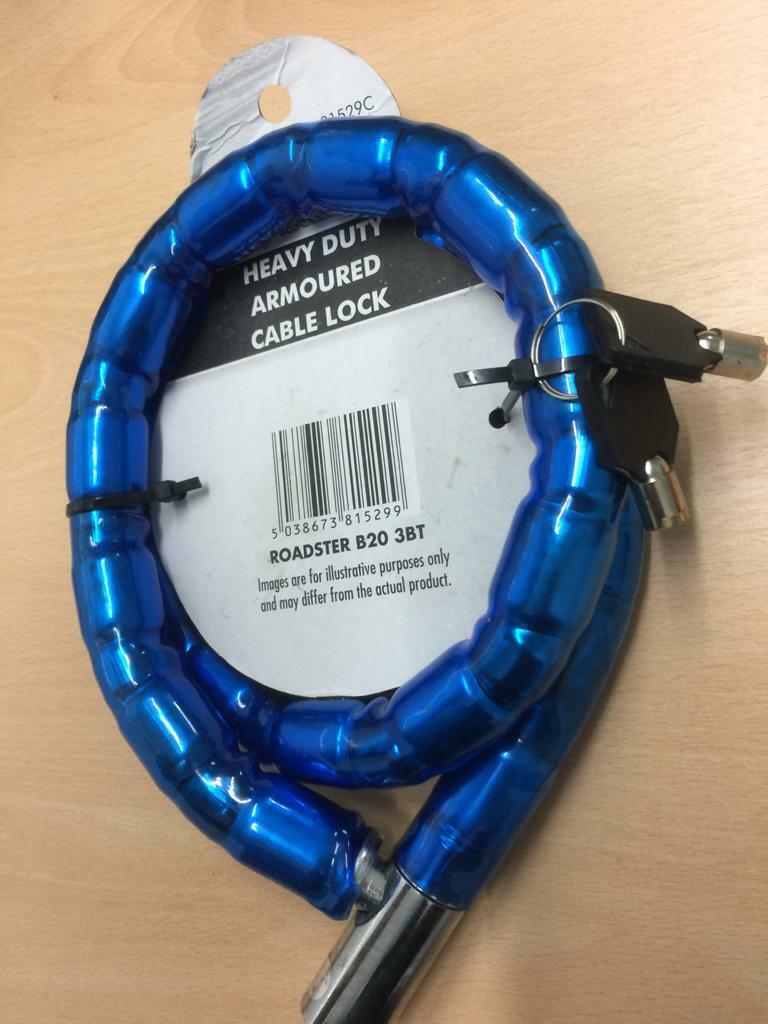 HEAVY DUTY
ARMOURED
CABLE LOCK
5 038673 815299
ROADSTER B20 3BT
Images are for illustrative purposes only
and may differ from the actual product.